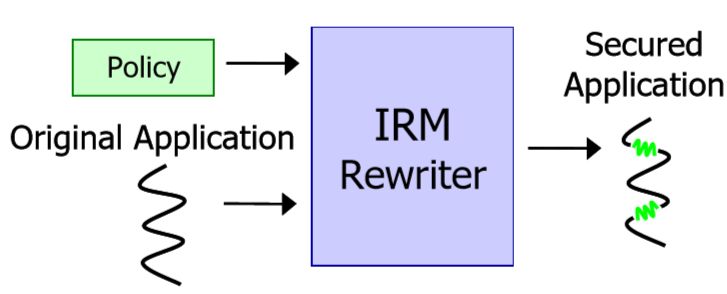 Policy
Original Application
IRM
Rewriter
Secured
Application